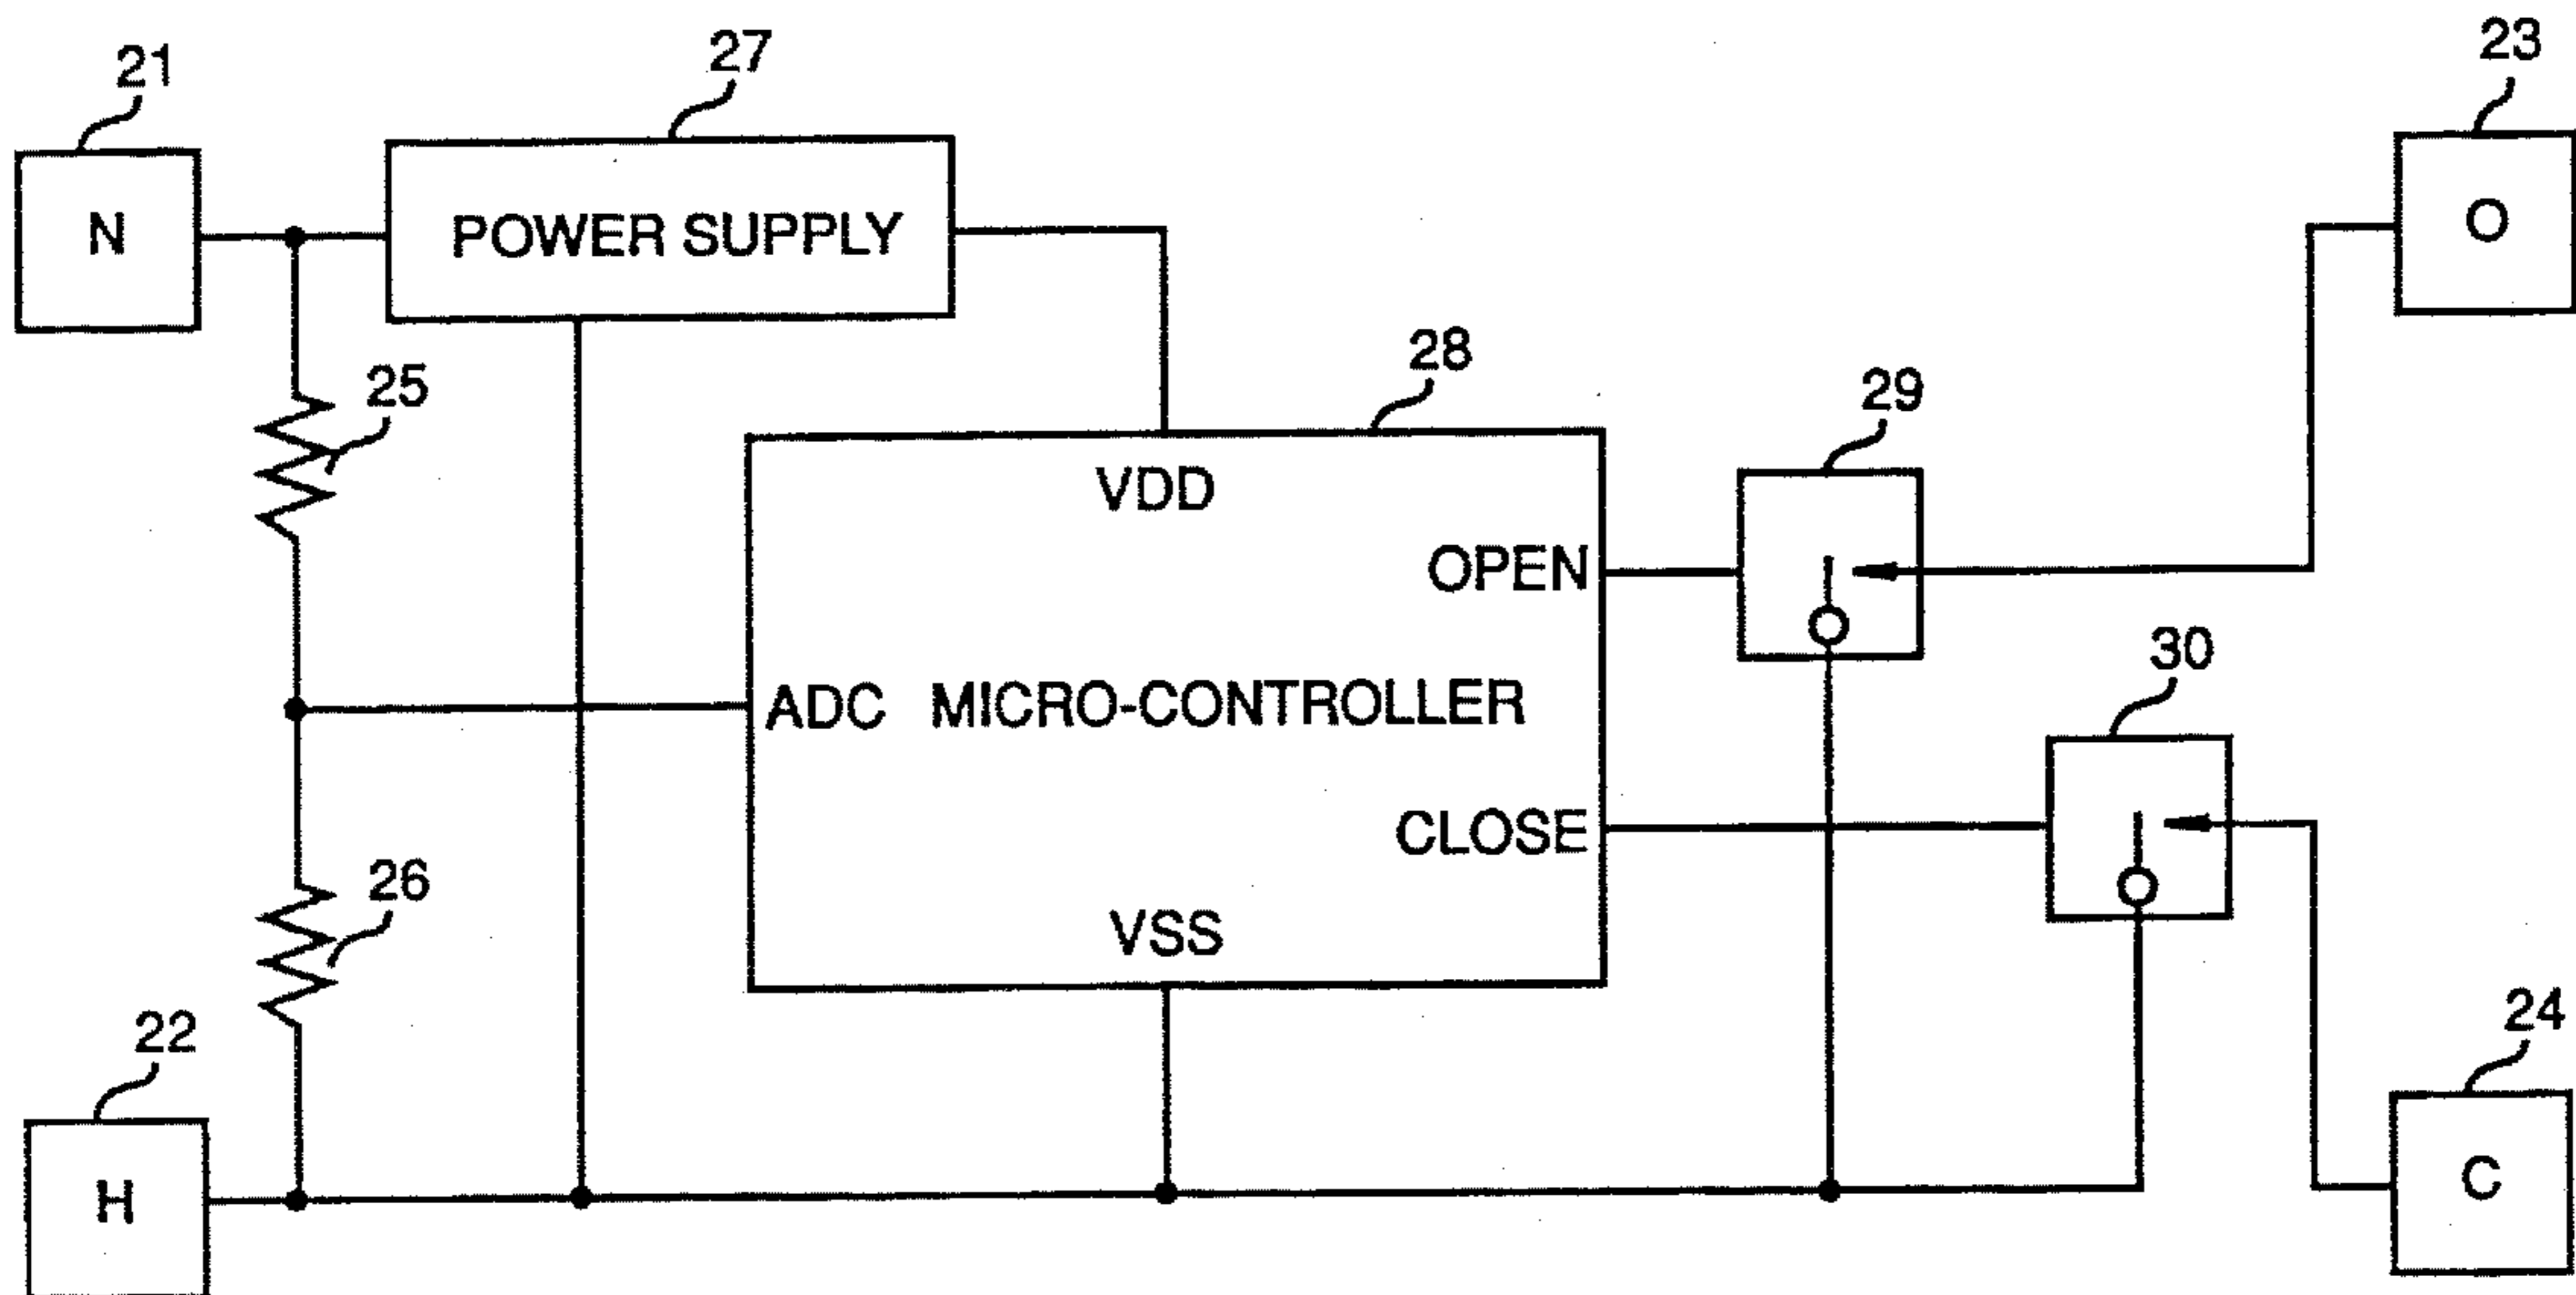 21
27
23
N
POWER SUPPLY
O
25
28
29
VDD
OPEN
30
ADC MICRO-CONTROLLER
CLOSE
26
VSS
22
24
H
C